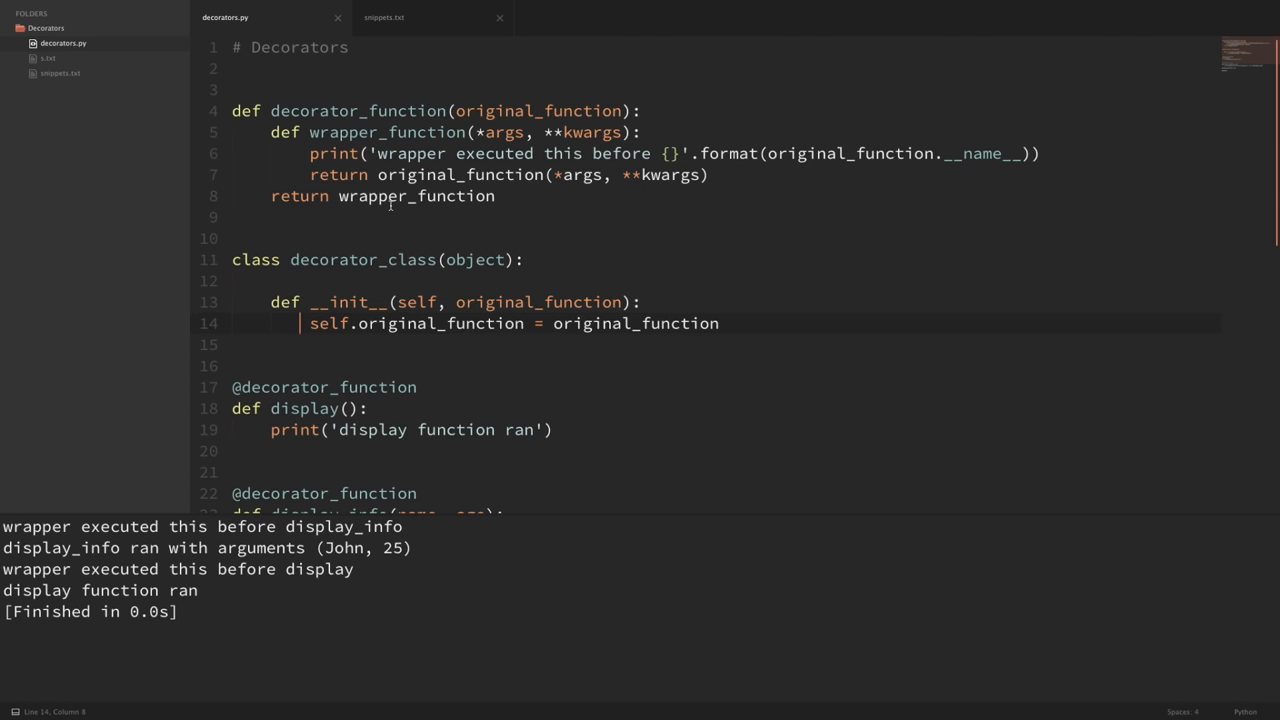 FOLDERS
Decorators
decorators.py
s.txt
snippets.txt
decorators.py
snippets.txt
1 # Decorators
2
3
4 def decorator_function(original_function):
5     def wrapper_function(*args, **kwargs):
6         print('wrapper executed this before {}'.format(original_function.__name__))
7         return original_function(*args, **kwargs)
8     return wrapper_function
9
10
11 class decorator_class(object):
12
13     def __init__(self, original_function):
14         self.original_function = original_function
15
16
17 @decorator_function
18 def display():
19     print('display function ran')
20
21
22 @decorator_function
23 def display_info(name, age):
wrapper executed this before display_info
display_info ran with arguments (John, 25)
wrapper executed this before display
display function ran
[Finished in 0.0s]
Line 14, Column 8
Spaces: 4
Python